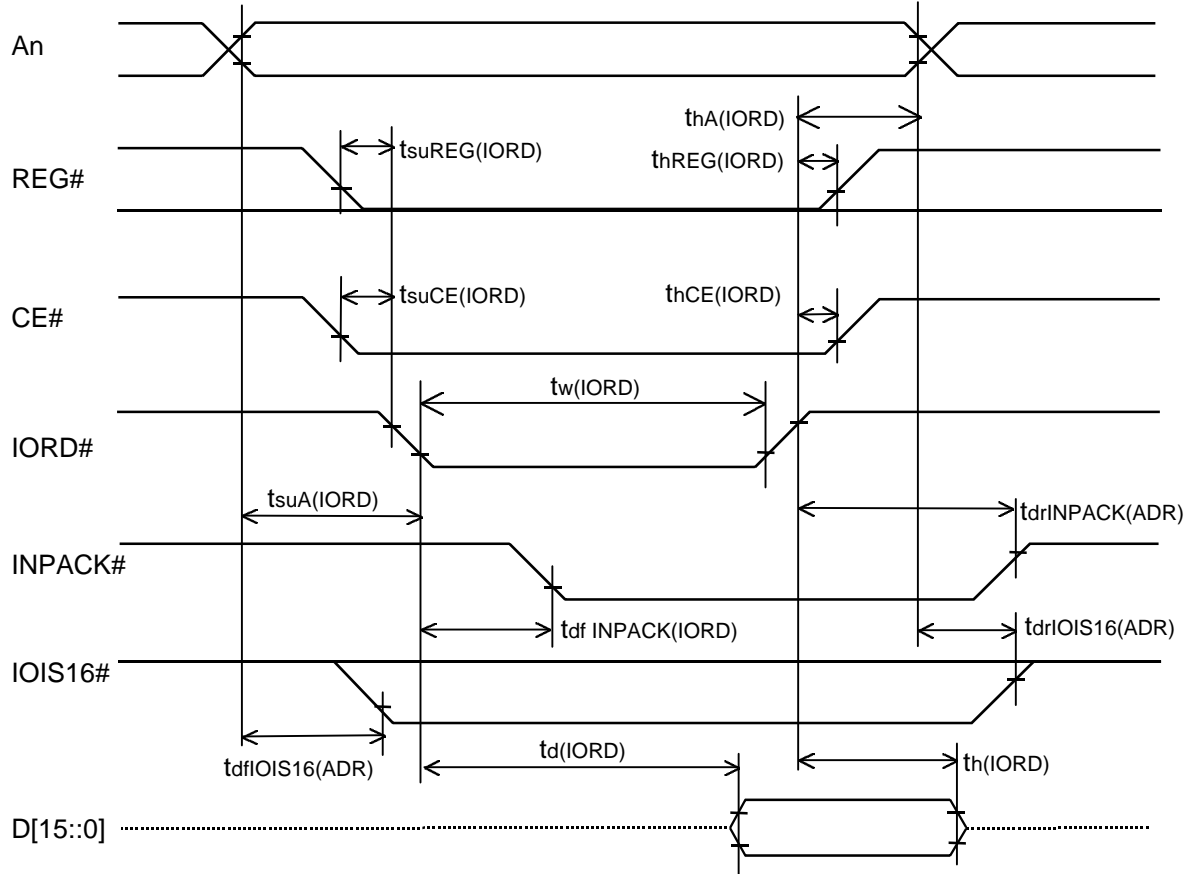 An
thA(IORD)
tsuREG(IORD)
thREG(IORD)
REG#
tsuCE(IORD)
thCE(IORD)
CE#
tw(IORD)
IORD#
tsuA(IORD)
tdrINPACK(ADR)
INPACK#
tdf INPACK(IORD)
tdrIOIS16(ADR)
IOIS16#
tdfIOIS16(ADR)
td(IORD)
th(IORD)
D[15::0]